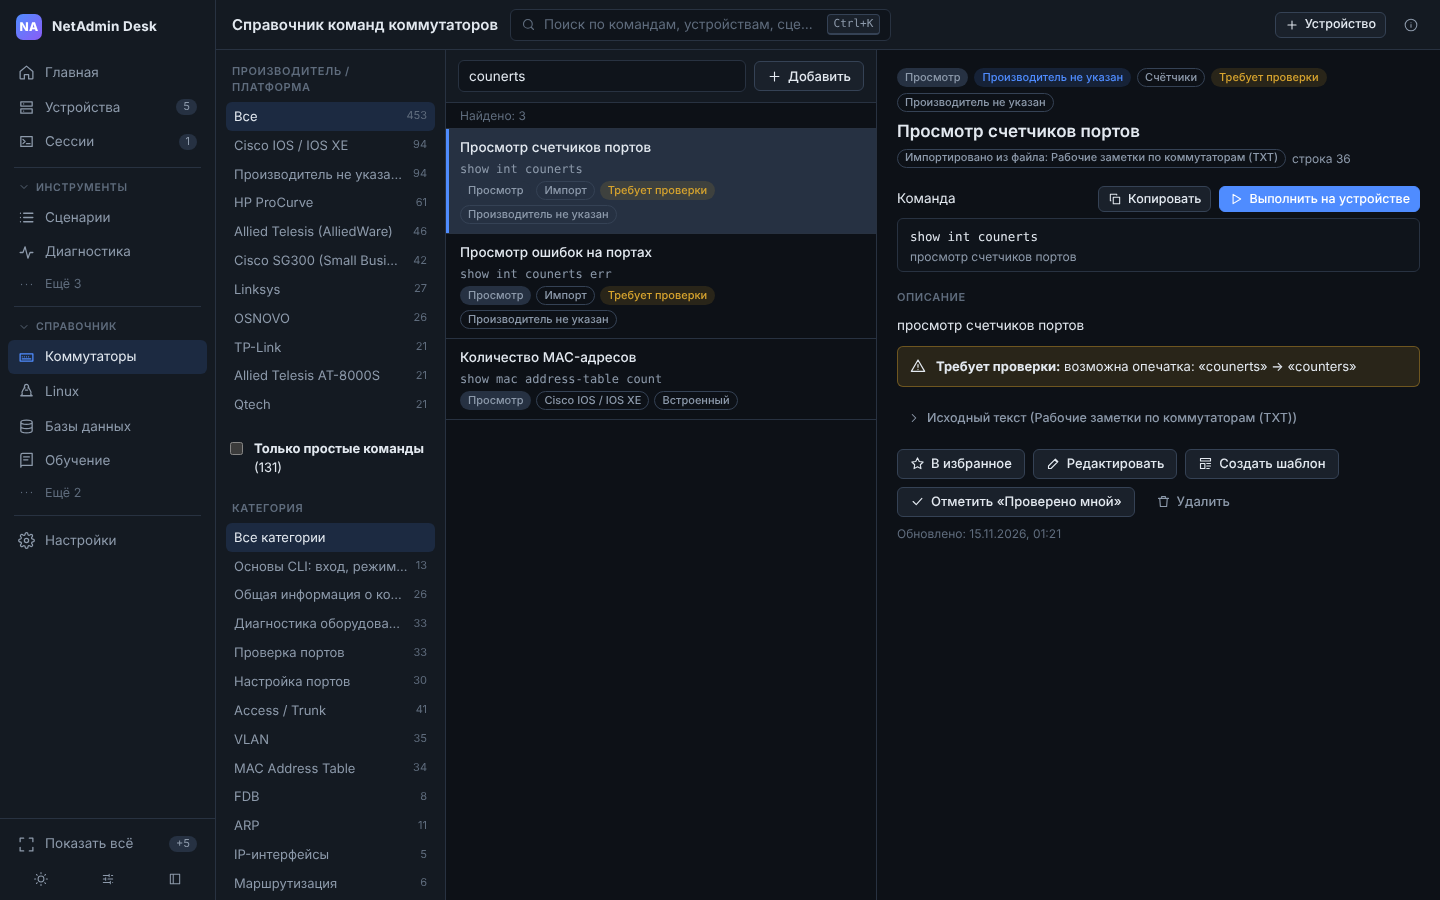 NA NetAdmin Desk
Главная
Устройства 5
Сессии 1
ИНСТРУМЕНТЫ
Сценарии
Диагностика
Ещё 3
СПРАВОЧНИК
Коммутаторы
Linux
Базы данных
Обучение
Ещё 2
Настройки
Показать всё +5
Справочник команд коммутаторов
Поиск по командам, устройствам, сце... Ctrl+K
Устройство
ПРОИЗВОДИТЕЛЬ /
ПЛАТФОРМА
Все 453
Cisco IOS / IOS XE 94
Производитель не указа... 94
HP ProCurve 61
Allied Telesis (AlliedWare) 46
Cisco SG300 (Small Busi... 42
Linksys 27
OSNOVO 26
TP-Link 21
Allied Telesis AT-8000S 21
Qtech 21
Только простые команды
(131)
КАТЕГОРИЯ
Все категории
Основы CLI: вход, режим... 13
Общая информация о ко... 26
Диагностика оборудова... 33
Проверка портов 33
Настройка портов 30
Access / Trunk 41
VLAN 35
MAC Address Table 34
FDB 8
ARP 11
IP-интерфейсы 5
Маршрутизация 6
counerts
Добавить
Найдено: 3
Просмотр счетчиков портов
show int counerts
Просмотр Импорт Требует проверки
Производитель не указан
Просмотр ошибок на портах
show int counerts err
Просмотр Импорт Требует проверки
Производитель не указан
Количество MAC-адресов
show mac address-table count
Просмотр Cisco IOS / IOS XE Встроенный
Просмотр Производитель не указан Счётчики Требует проверки
Производитель не указан
Просмотр счетчиков портов
Импортировано из файла: Рабочие заметки по коммутаторам (TXT) строка 36
Команда Копировать Выполнить на устройстве
show int counerts
просмотр счетчиков портов
ОПИСАНИЕ
просмотр счетчиков портов
Требует проверки: возможна опечатка: «counerts» → «counters»
Исходный текст (Рабочие заметки по коммутаторам (TXT))
В избранное Редактировать Создать шаблон
Отметить «Проверено мной» Удалить
Обновлено: 15.11.2026, 01:21